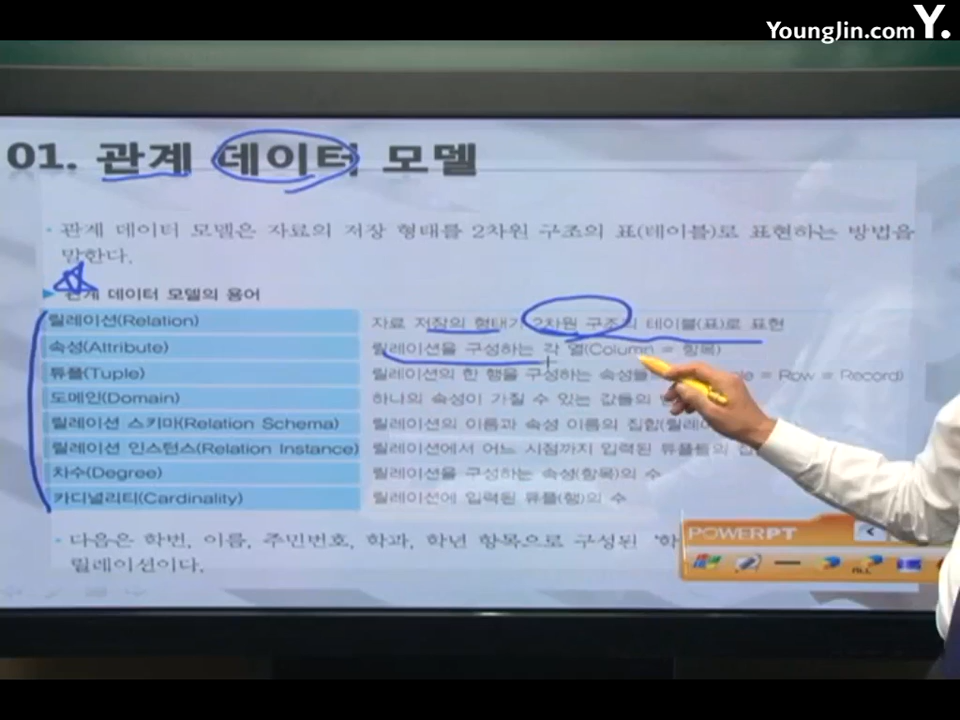 YoungJin.com Y.
01. 관계 데이터 모델
• 관계 데이터 모델은 자료의 저장 형태를 2차원 구조의 표(테이블)로 표현하는 방법을
말한다.
관계 데이터 모델의 용어
릴레이션(Relation) 자료 저장의 형태가 2차원 구조의 테이블(표)로 표현
속성(Attribute) 릴레이션을 구성하는 각 열(Column = 항목)
튜플(Tuple) 릴레이션의 한 행을 구성하는 속성들의 = Row = Record)
도메인(Domain) 하나의 속성이 가질 수 있는 값들의
릴레이션 스키마(Relation Schema) 릴레이션의 이름과 속성 이름의 집합
릴레이션 인스턴스(Relation Instance) 릴레이션에서 어느 시점까지 입력된 튜플들의
차수(Degree) 릴레이션을 구성하는 속성(항목)의 수
카디널리티(Cardinality) 릴레이션에 입력된 튜플(행)의 수
• 다음은 학번, 이름, 주민번호, 학과, 학년 항목으로 구성된
릴레이션이다.
POWERPT
ALL